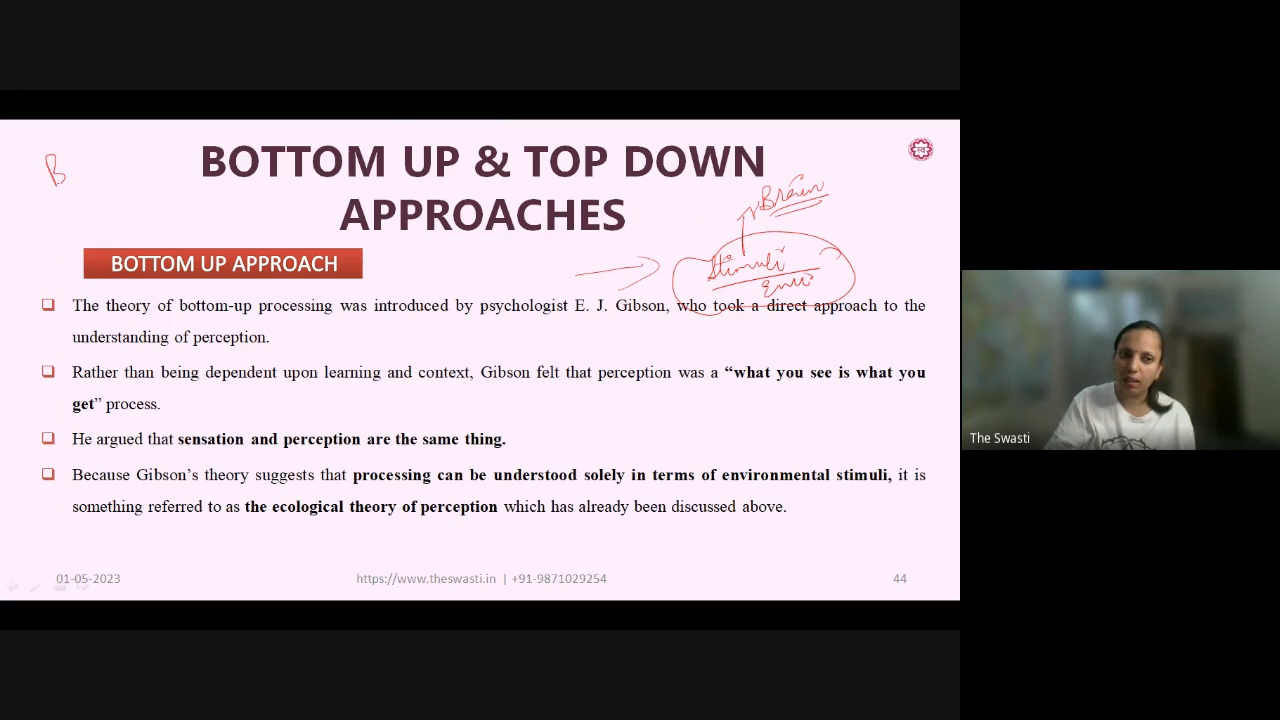 B
BOTTOM UP & TOP DOWN
APPROACHES
Brain
Stimuli
BOTTOM UP APPROACH
❑ The theory of bottom-up processing was introduced by psychologist E. J. Gibson, who took a direct approach to the
understanding of perception.
❑ Rather than being dependent upon learning and context, Gibson felt that perception was a “what you see is what you
get” process.
❑ He argued that sensation and perception are the same thing.
❑ Because Gibson’s theory suggests that processing can be understood solely in terms of environmental stimuli, it is
something referred to as the ecological theory of perception which has already been discussed above.
01-05-2023 https://www.theswasti.in | +91-9871029254 44
The Swasti